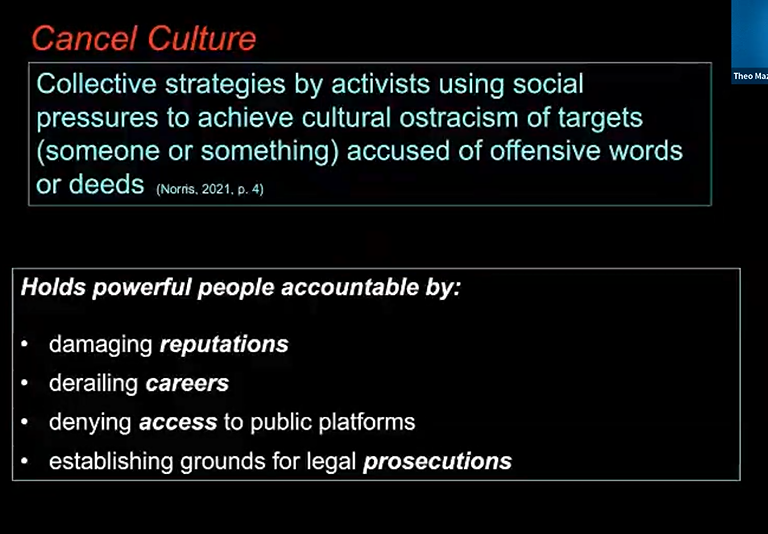 Cancel Culture
Collective strategies by activists using social
pressures to achieve cultural ostracism of targets
(someone or something) accused of offensive words
or deeds (Norris, 2021, p. 4)
Theo Maz
Holds powerful people accountable by:
• damaging reputations
• derailing careers
• denying access to public platforms
• establishing grounds for legal prosecutions